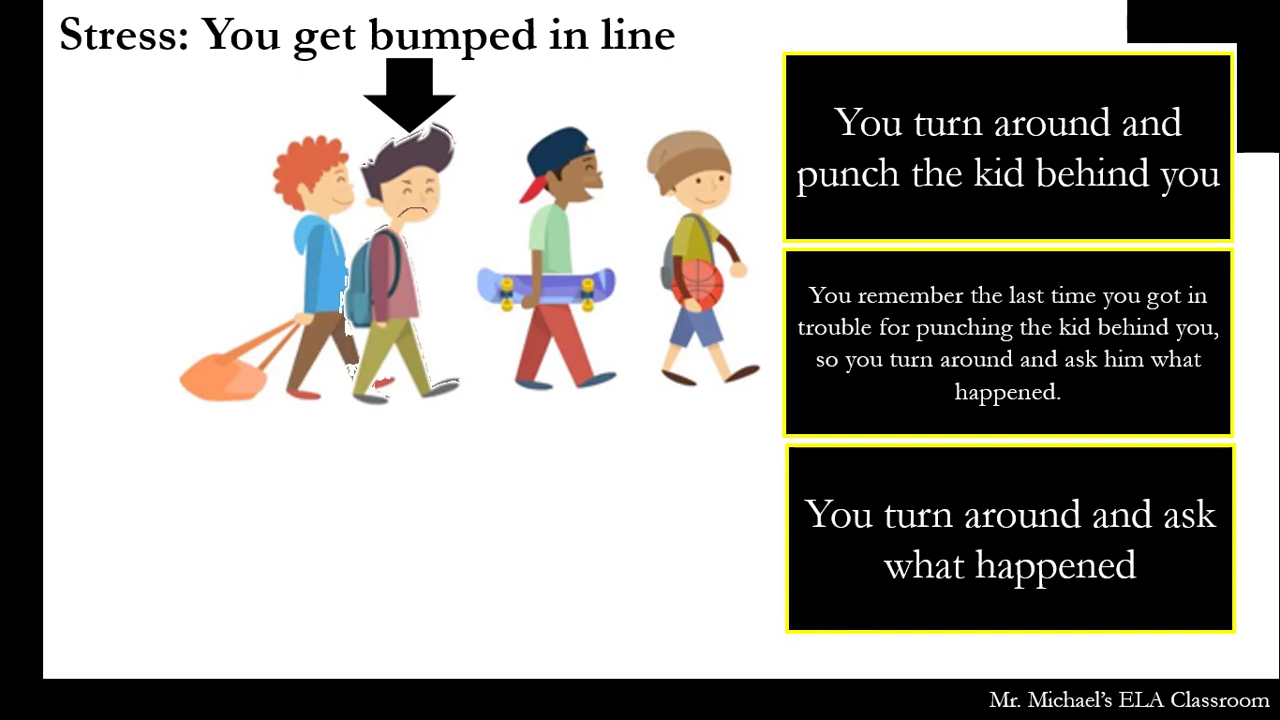 Stress: You get bumped in line
You turn around and
punch the kid behind you
You remember the last time you got in
trouble for punching the kid behind you,
so you turn around and ask him what
happened.
You turn around and ask
what happened
Mr. Michael's ELA Classroom